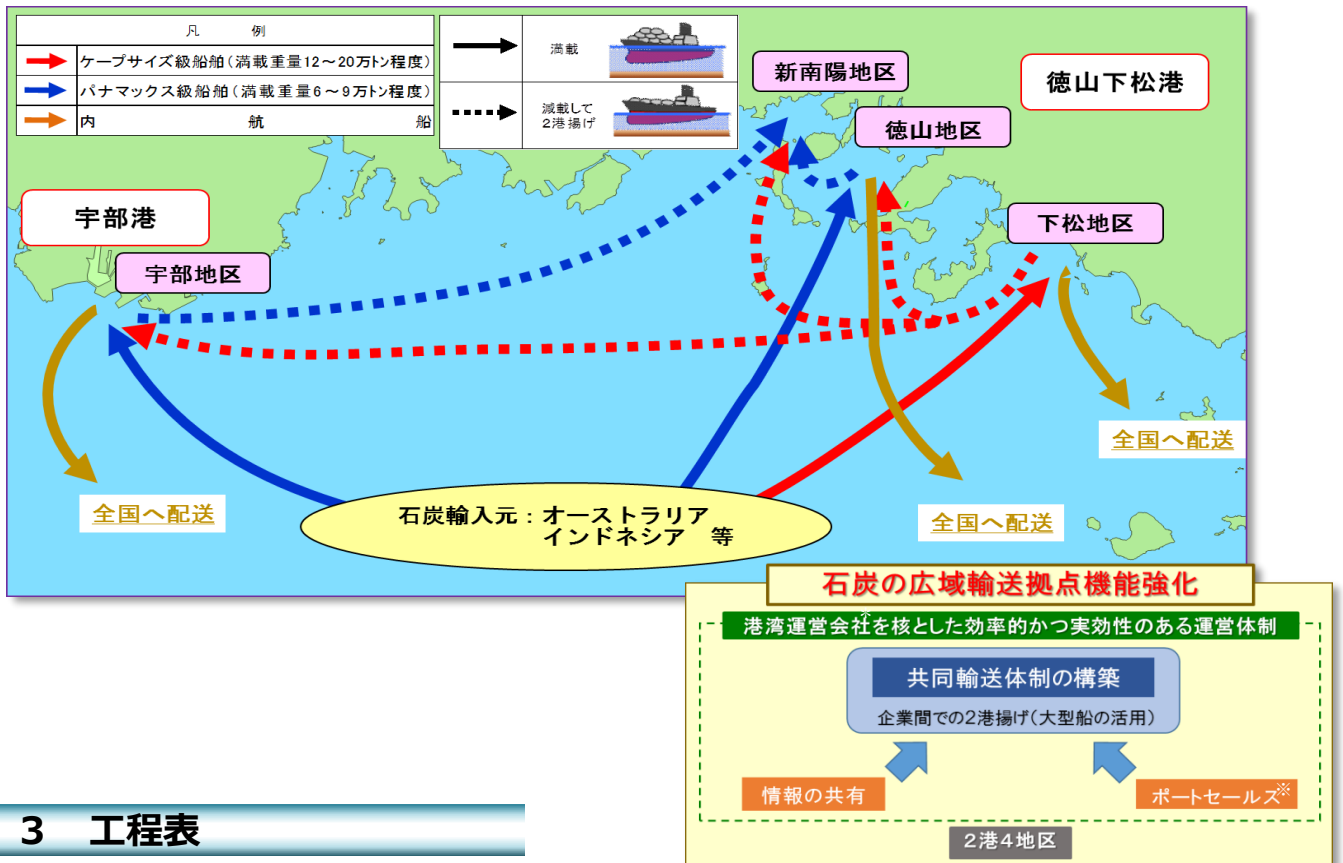 凡 例
ケープサイズ級船舶(満載重量12～20万トン程度)
パナマックス級船舶(満載重量6～9万トン程度)
内 航 船
満載
減載して
2港揚げ
新南陽地区
徳山下松港
徳山地区
宇部港
下松地区
宇部地区
全国へ配送
全国へ配送
全国へ配送
石炭輸入元：オーストラリア
インドネシア 等
石炭の広域輸送拠点機能強化
港湾運営会社※を核とした効率的かつ実効性のある運営体制
共同輸送体制の構築
企業間での2港揚げ(大型船の活用)
情報の共有
ポートセールス※
2港4地区
3 工程表